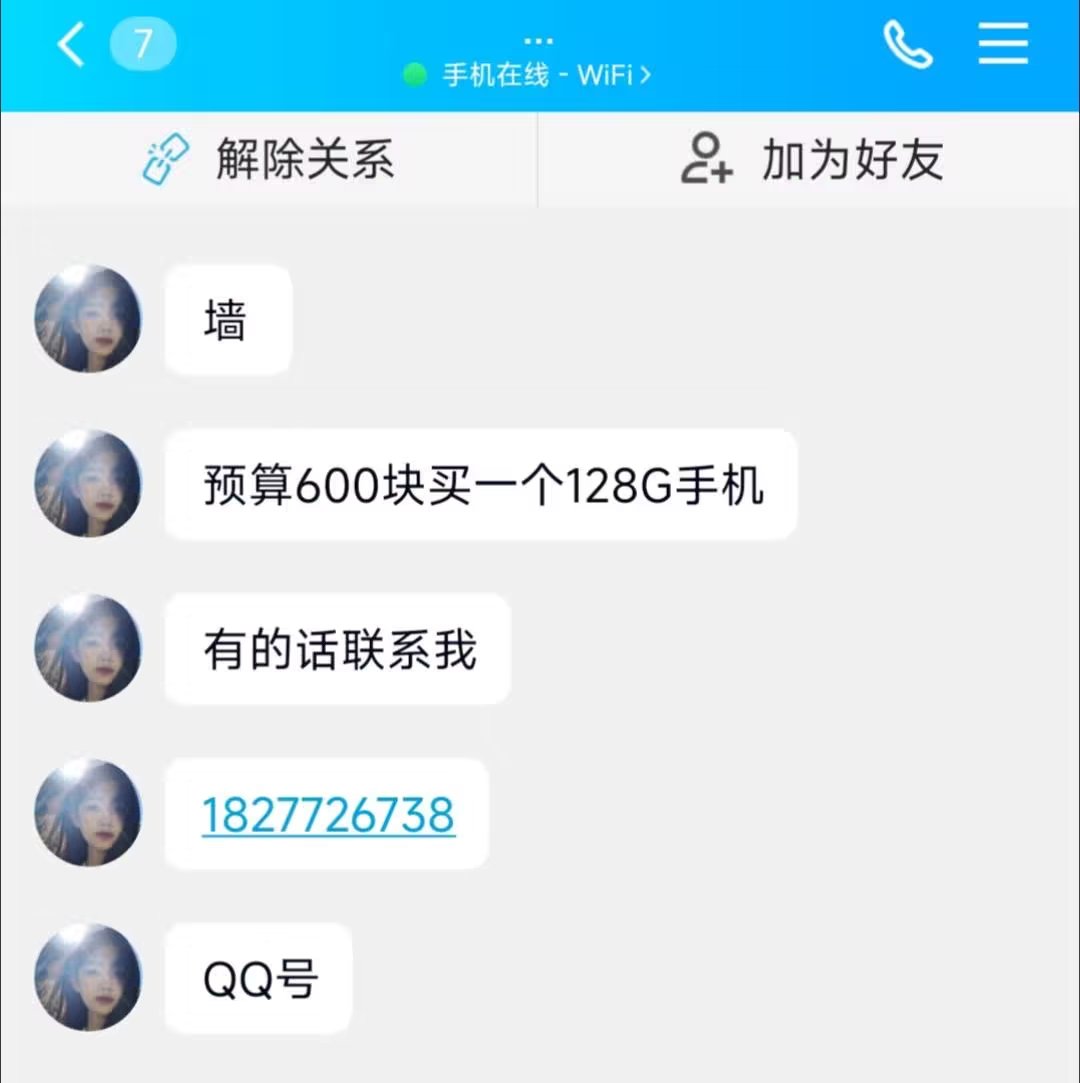 7
...
手机在线 - WiFi >
解除关系
加为好友
墙
预算600块买一个128G手机
有的话联系我
1827726738
QQ号